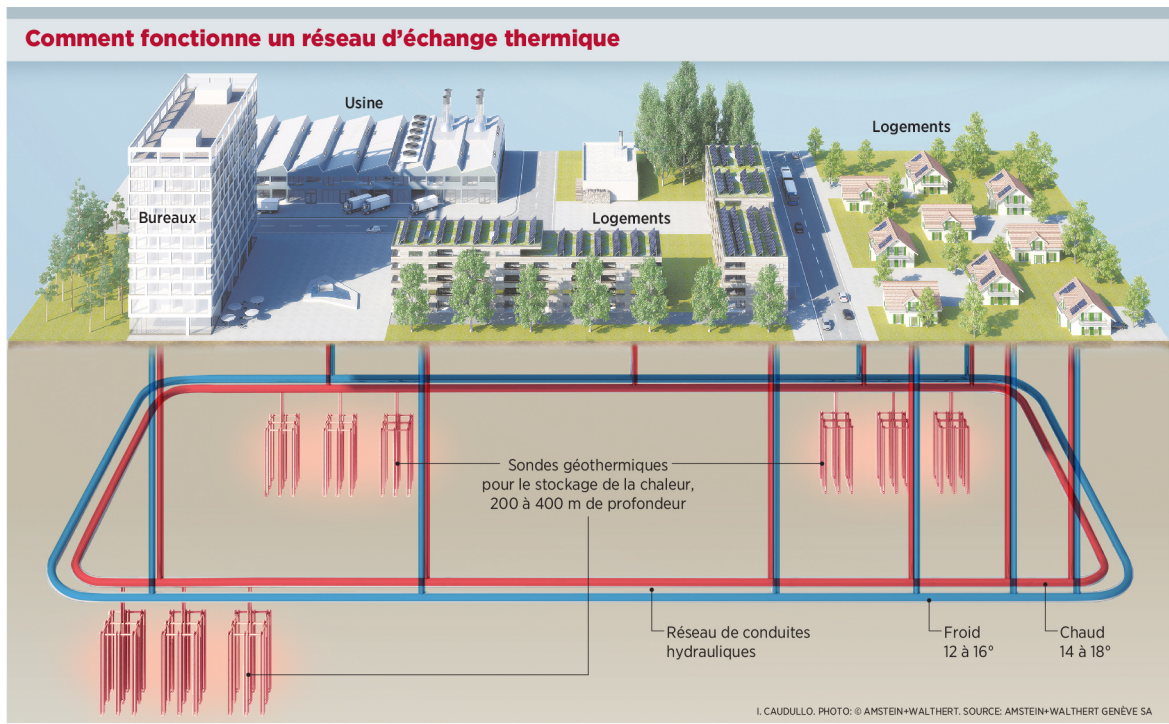 Comment fonctionne un réseau d'échange thermique
Usine
Logements
Bureaux
Logements
Sondes géothermiques
pour le stockage de la chaleur,
200 à 400 m de profondeur
Réseau de conduites
hydrauliques
Froid
12 à 16°
Chaud
14 à 18°
I. CAUDULLO. PHOTO: © AMSTEIN+WALTHERT. SOURCE: AMSTEIN+WALTHERT GENÈVE SA